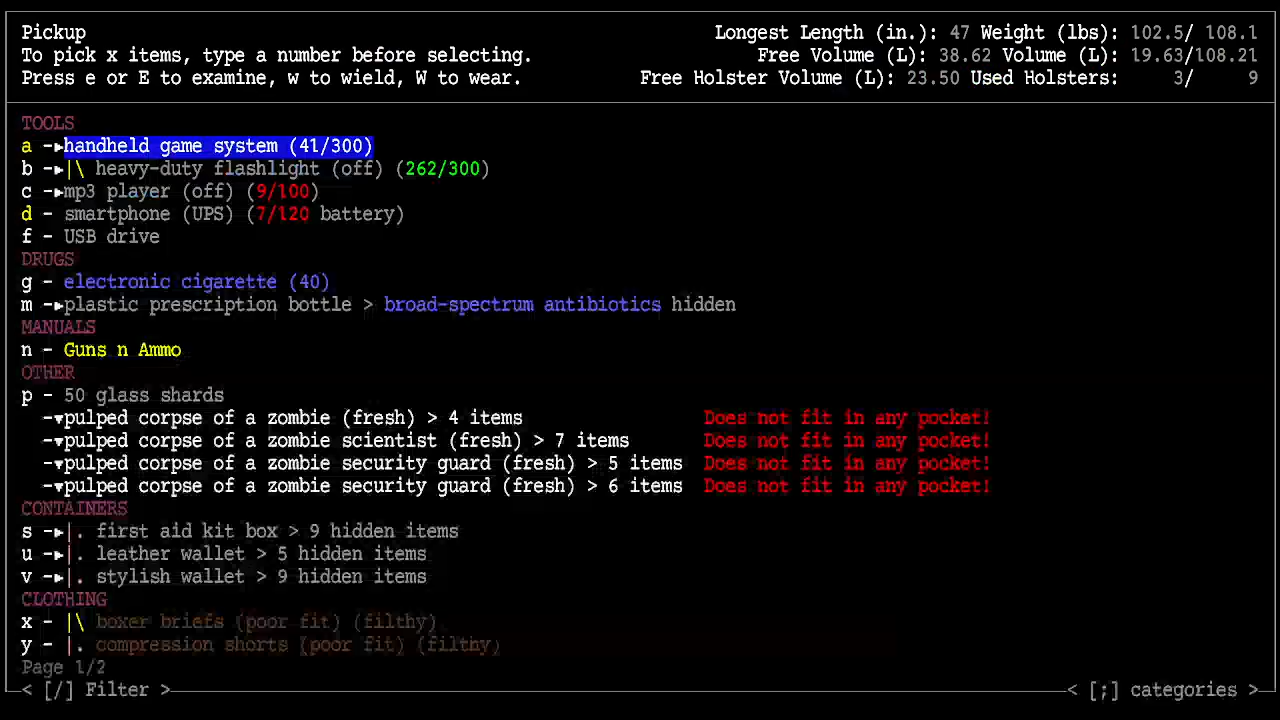 Pickup Longest Length (in.): 47 Weight (lbs): 102.5/ 108.1
To pick x items, type a number before selecting. Free Volume (L): 38.62 Volume (L): 19.63/108.21
Press e or E to examine, w to wield, W to wear. Free Holster Volume (L): 23.50 Used Holsters: 3/ 9
TOOLS
a -▸handheld game system (41/300)
b -▸|\ heavy-duty flashlight (off) (262/300)
c -▸mp3 player (off) (9/100)
d - smartphone (UPS) (7/120 battery)
f - USB drive
DRUGS
g - electronic cigarette (40)
m -▸plastic prescription bottle > broad-spectrum antibiotics hidden
MANUALS
n - Guns n Ammo
OTHER
p - 50 glass shards
-▾pulped corpse of a zombie (fresh) > 4 items Does not fit in any pocket!
-▾pulped corpse of a zombie scientist (fresh) > 7 items Does not fit in any pocket!
-▾pulped corpse of a zombie security guard (fresh) > 5 items Does not fit in any pocket!
-▾pulped corpse of a zombie security guard (fresh) > 6 items Does not fit in any pocket!
CONTAINERS
s -▸|. first aid kit box > 9 hidden items
u -▸|. leather wallet > 5 hidden items
v -▸|. stylish wallet > 9 hidden items
CLOTHING
x - |\ boxer briefs (poor fit) (filthy)
y - |. compression shorts (poor fit) (filthy)
Page 1/2
< [/] Filter > < [;] categories >